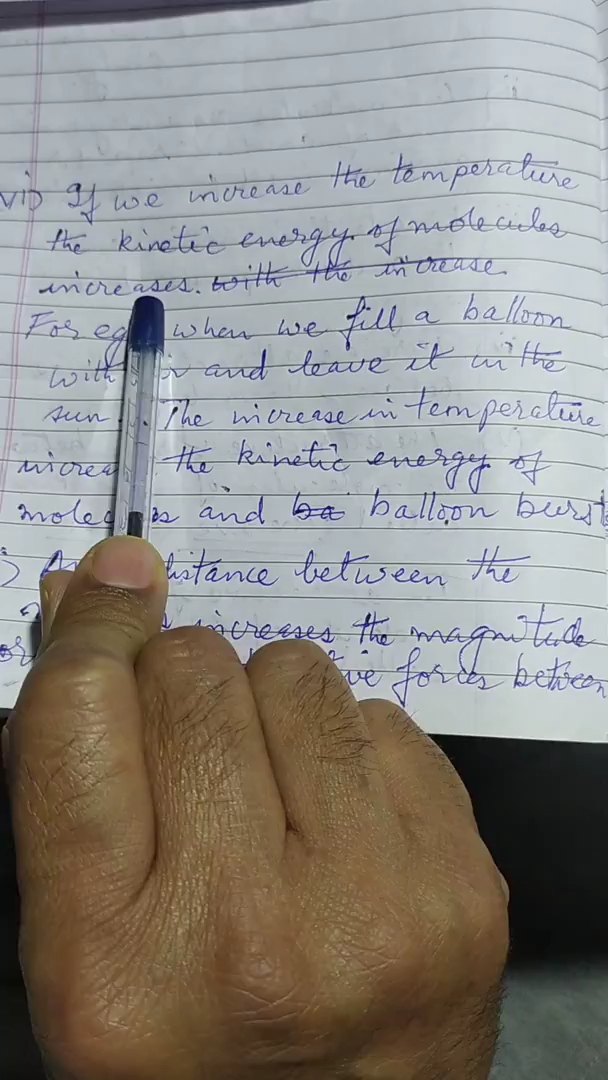 vii) If we increase the temperature
the kinetic energy of molecules
increases. with the increase
For eg when we fill a balloon
with and leave it in the
sun. The increase in temperature
the kinetic energy of
and ba balloon burst
distance between the
increases the magnitude
forces between